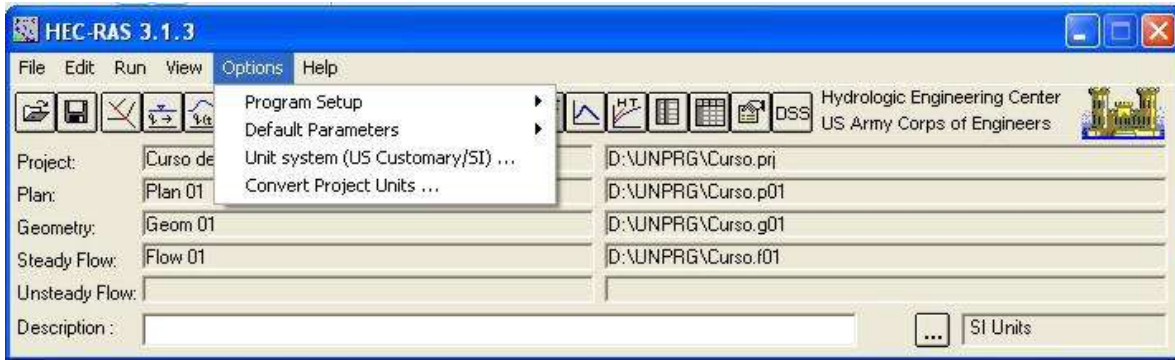 HEC-RAS 3.1.3
File Edit Run View Options Help
Program Setup
Default Parameters
Unit system (US Customary/SI) ...
Convert Project Units ...
HT
DSS
Hydrologic Engineering Center
US Army Corps of Engineers
Project: Curso de D:\UNPRG\Curso.prj
Plan: Plan 01 D:\UNPRG\Curso.p01
Geometry: Geom 01 D:\UNPRG\Curso.g01
Steady Flow: Flow 01 D:\UNPRG\Curso.f01
Unsteady Flow:
Description : ... SI Units